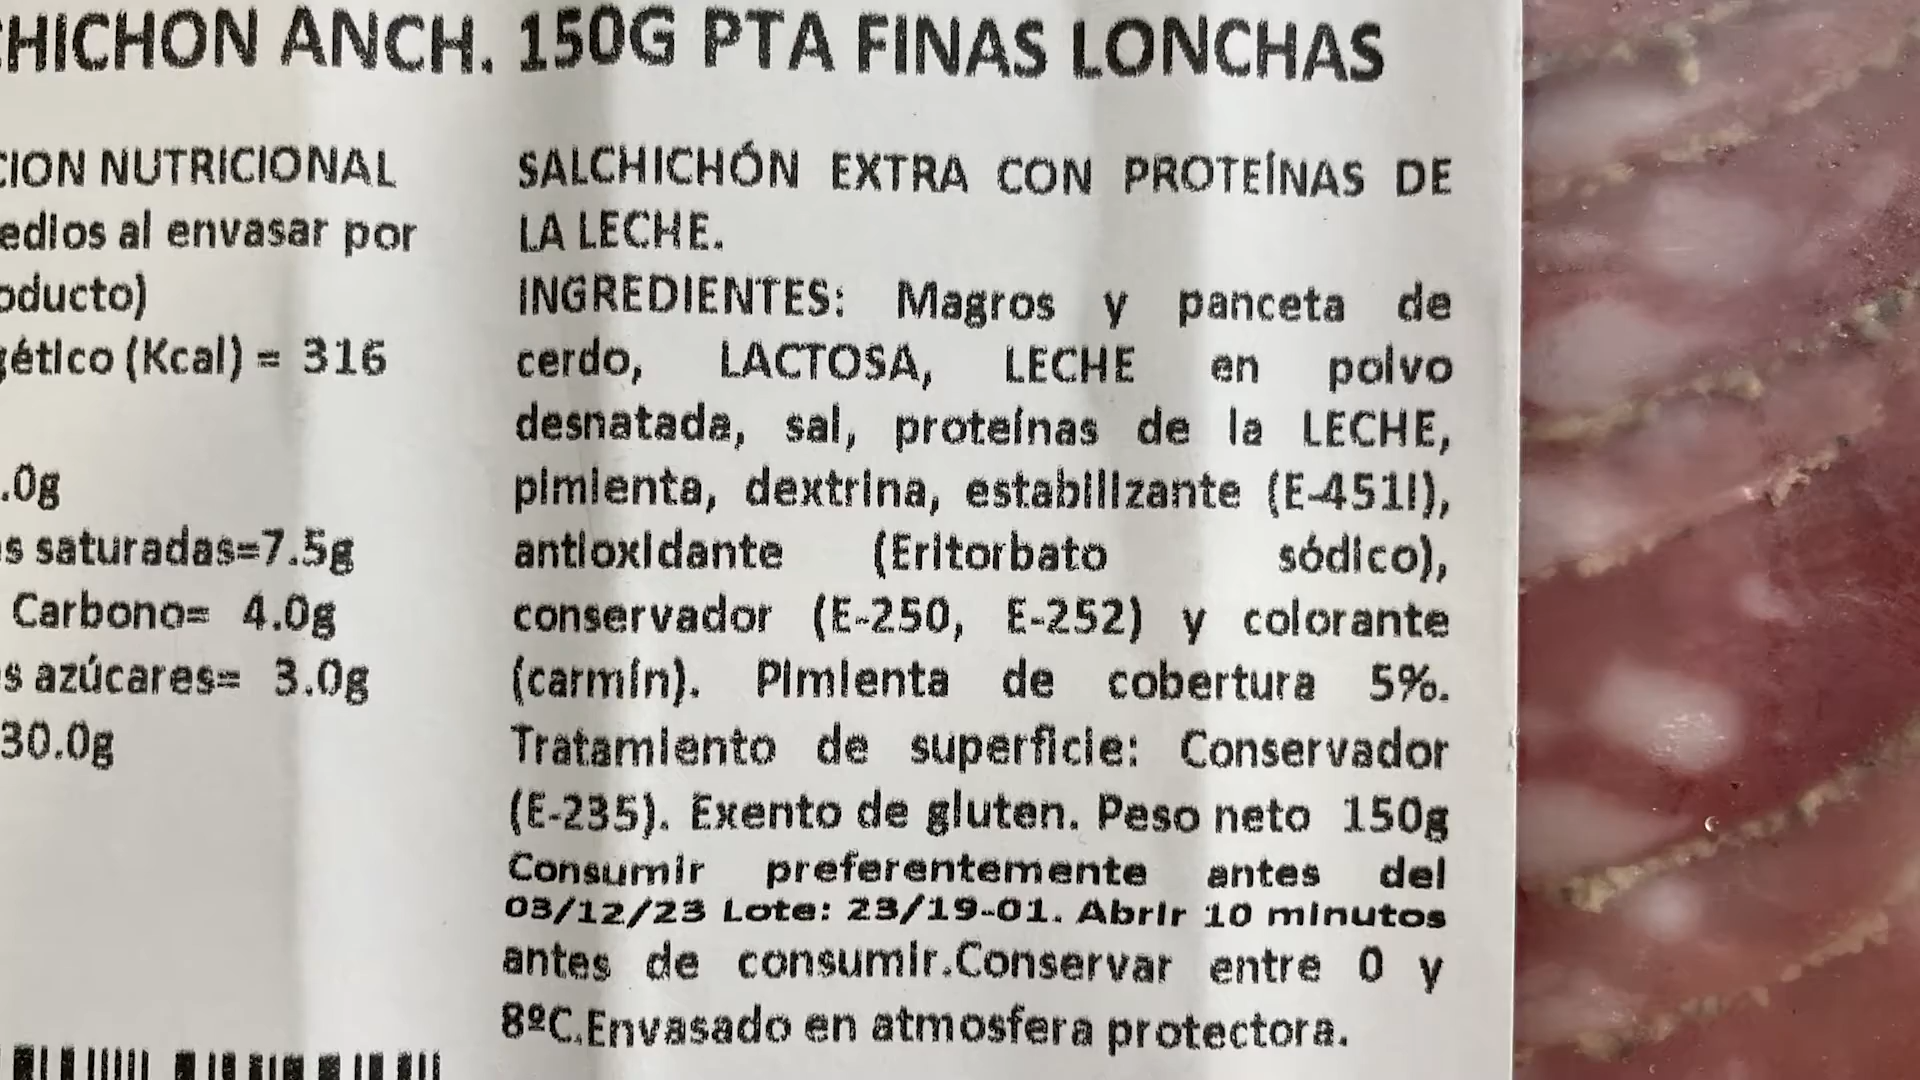 HICHON ANCH. 150G PTA FINAS LONCHAS
CION NUTRICIONAL
edios al envasar por
oducto)
gético (Kcal) = 316
.0g
s saturadas=7.5g
Carbono= 4.0g
s azúcares= 3.0g
30.0g
SALCHICHÓN EXTRA CON PROTEÍNAS DE
LA LECHE.
INGREDIENTES: Magros y panceta de
cerdo, LACTOSA, LECHE en polvo
desnatada, sal, proteínas de la LECHE,
pimienta, dextrina, estabilizante (E-451i),
antioxidante (Eritorbato sódico),
conservador (E-250, E-252) y colorante
(carmín). Pimienta de cobertura 5%.
Tratamiento de superficie: Conservador
(E-235). Exento de gluten. Peso neto 150g
Consumir preferentemente antes del
03/12/23 Lote: 23/19-01. Abrir 10 minutos
antes de consumir.Conservar entre 0 y
8ºC.Envasado en atmosfera protectora.